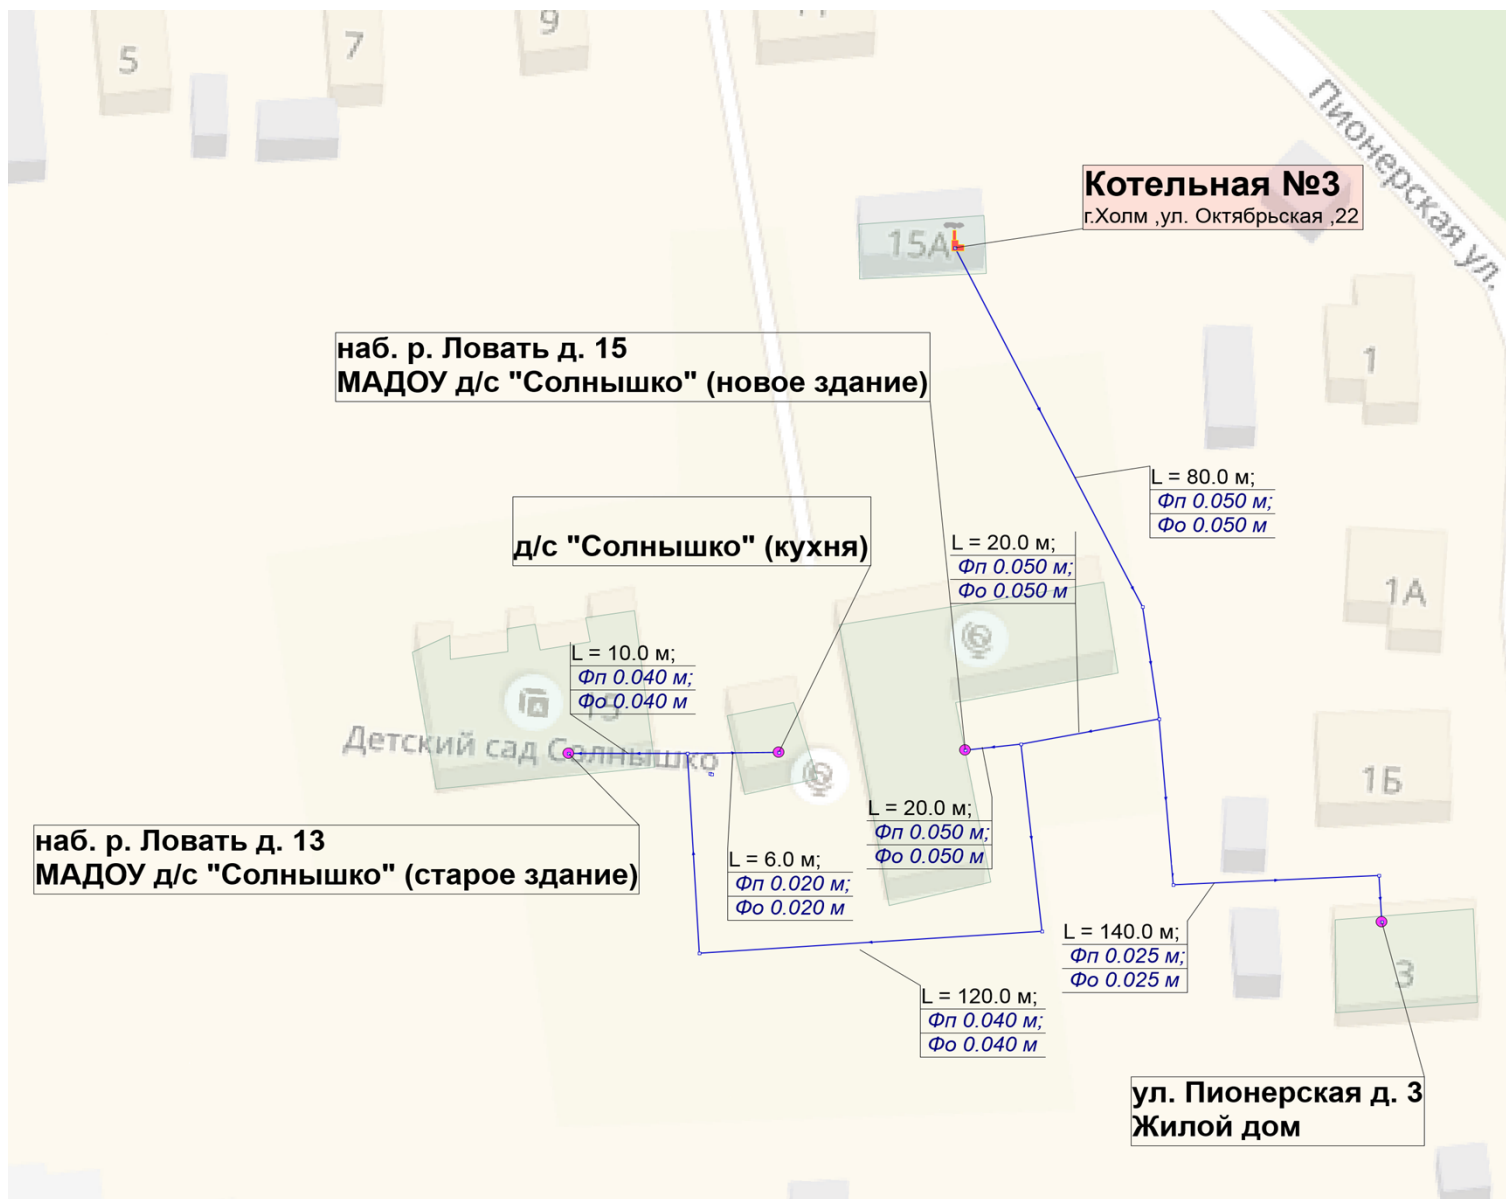 5
7
9
11
Пионерская ул.
Котельная №3
г.Холм ,ул. Октябрьская ,22
15А
1
наб. р. Ловать д. 15
МАДОУ д/с "Солнышко" (новое здание)
L = 80.0 м;
Фп 0.050 м;
Фо 0.050 м
д/с "Солнышко" (кухня)
L = 20.0 м;
Фп 0.050 м;
Фо 0.050 м
1А
L = 10.0 м;
Фп 0.040 м;
Фо 0.040 м
15
Детский сад Солнышко
1Б
L = 20.0 м;
Фп 0.050 м;
Фо 0.050 м
наб. р. Ловать д. 13
МАДОУ д/с "Солнышко" (старое здание)
L = 6.0 м;
Фп 0.020 м;
Фо 0.020 м
L = 140.0 м;
Фп 0.025 м;
Фо 0.025 м
3
L = 120.0 м;
Фп 0.040 м;
Фо 0.040 м
ул. Пионерская д. 3
Жилой дом